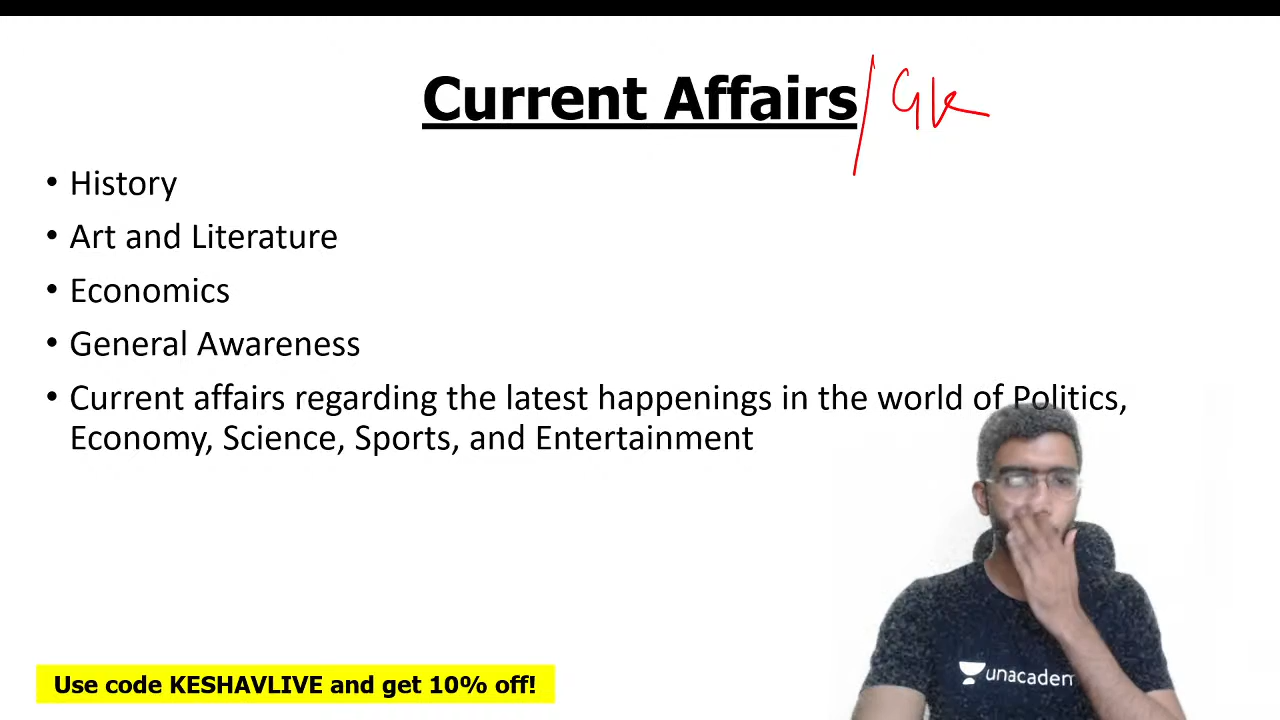 Current Affairs / GK
• History
• Art and Literature
• Economics
• General Awareness
• Current affairs regarding the latest happenings in the world of Politics,
Economy, Science, Sports, and Entertainment
unacadem
Use code KESHAVLIVE and get 10% off!